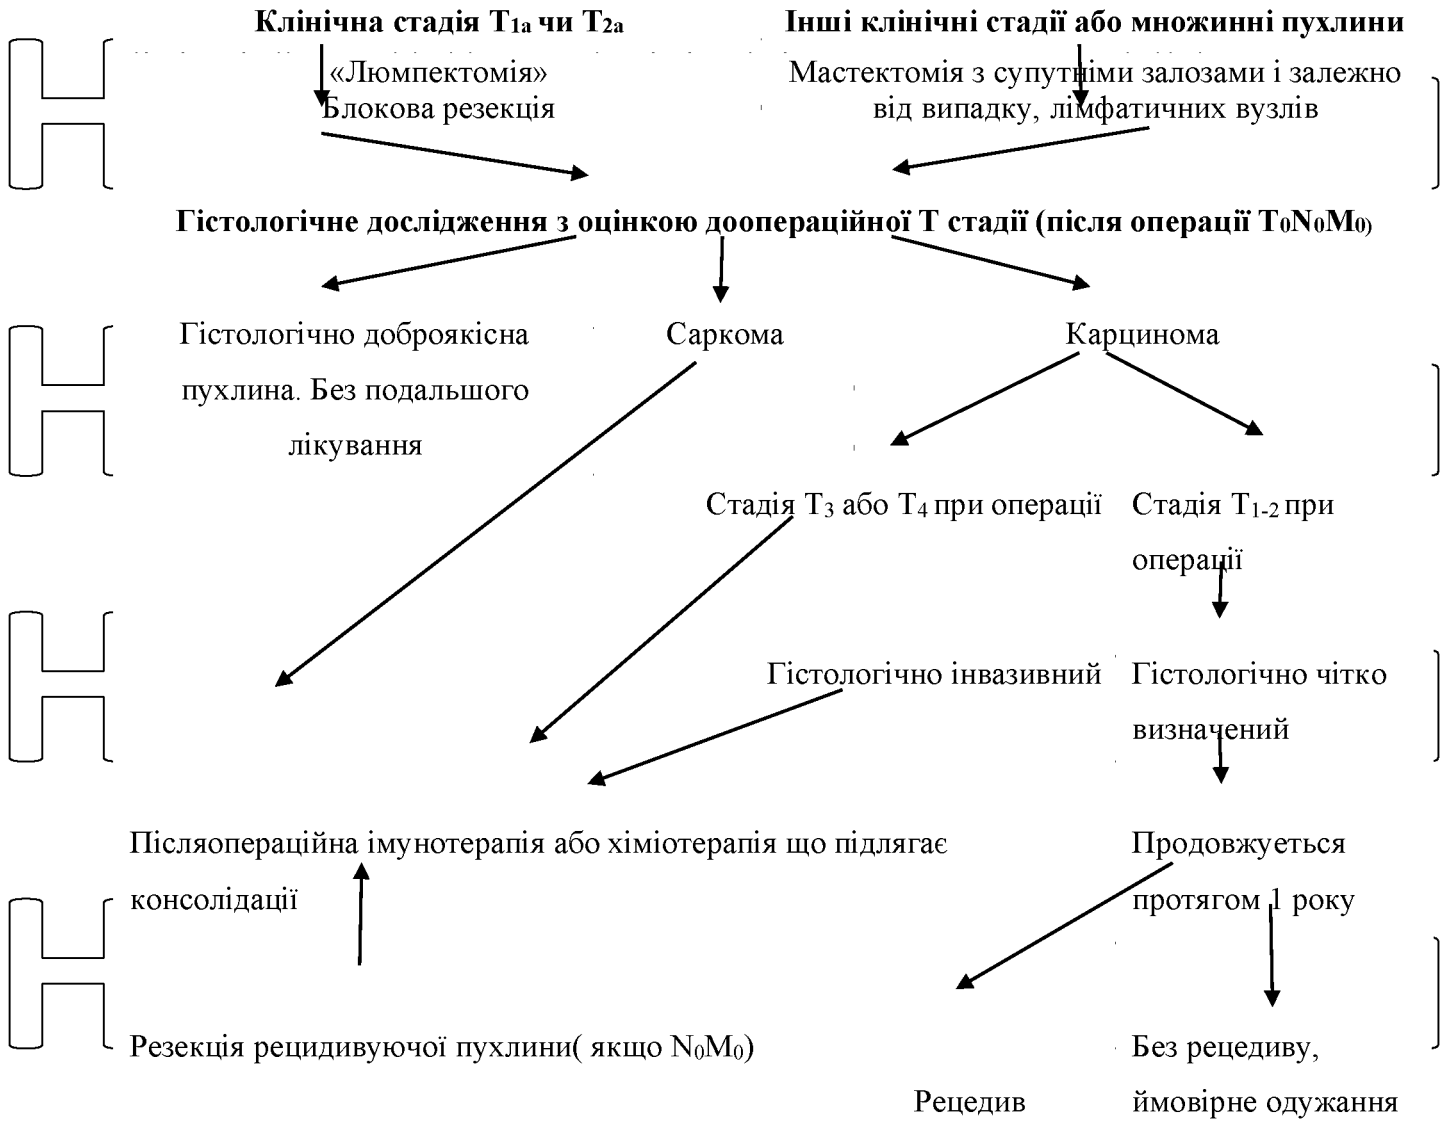 Клінічна стадія T1a чи T2a
Інші клінічні стадії або множинні пухлини
«Люмпектомія»
Блокова резекція
Мастектомія з супутніми залозами і залежно
від випадку, лімфатичних вузлів
Гістологічне дослідження з оцінкою доопераційної Т стадії (після операції T0N0M0)
Гістологічно доброякісна
пухлина. Без подальшого
лікування
Саркома
Карцинома
Стадія T3 або T4 при операції
Стадія T1-2 при
операції
Гістологічно інвазивний
Гістологічно чітко
визначений
Післяопераційна імунотерапія або хіміотерапія що підлягає
консолідації
Продовжуеться
протягом 1 року
Резекція рецидивуючої пухлини( якщо N0M0)
Рецедив
Без рецедиву,
ймовірне одужання